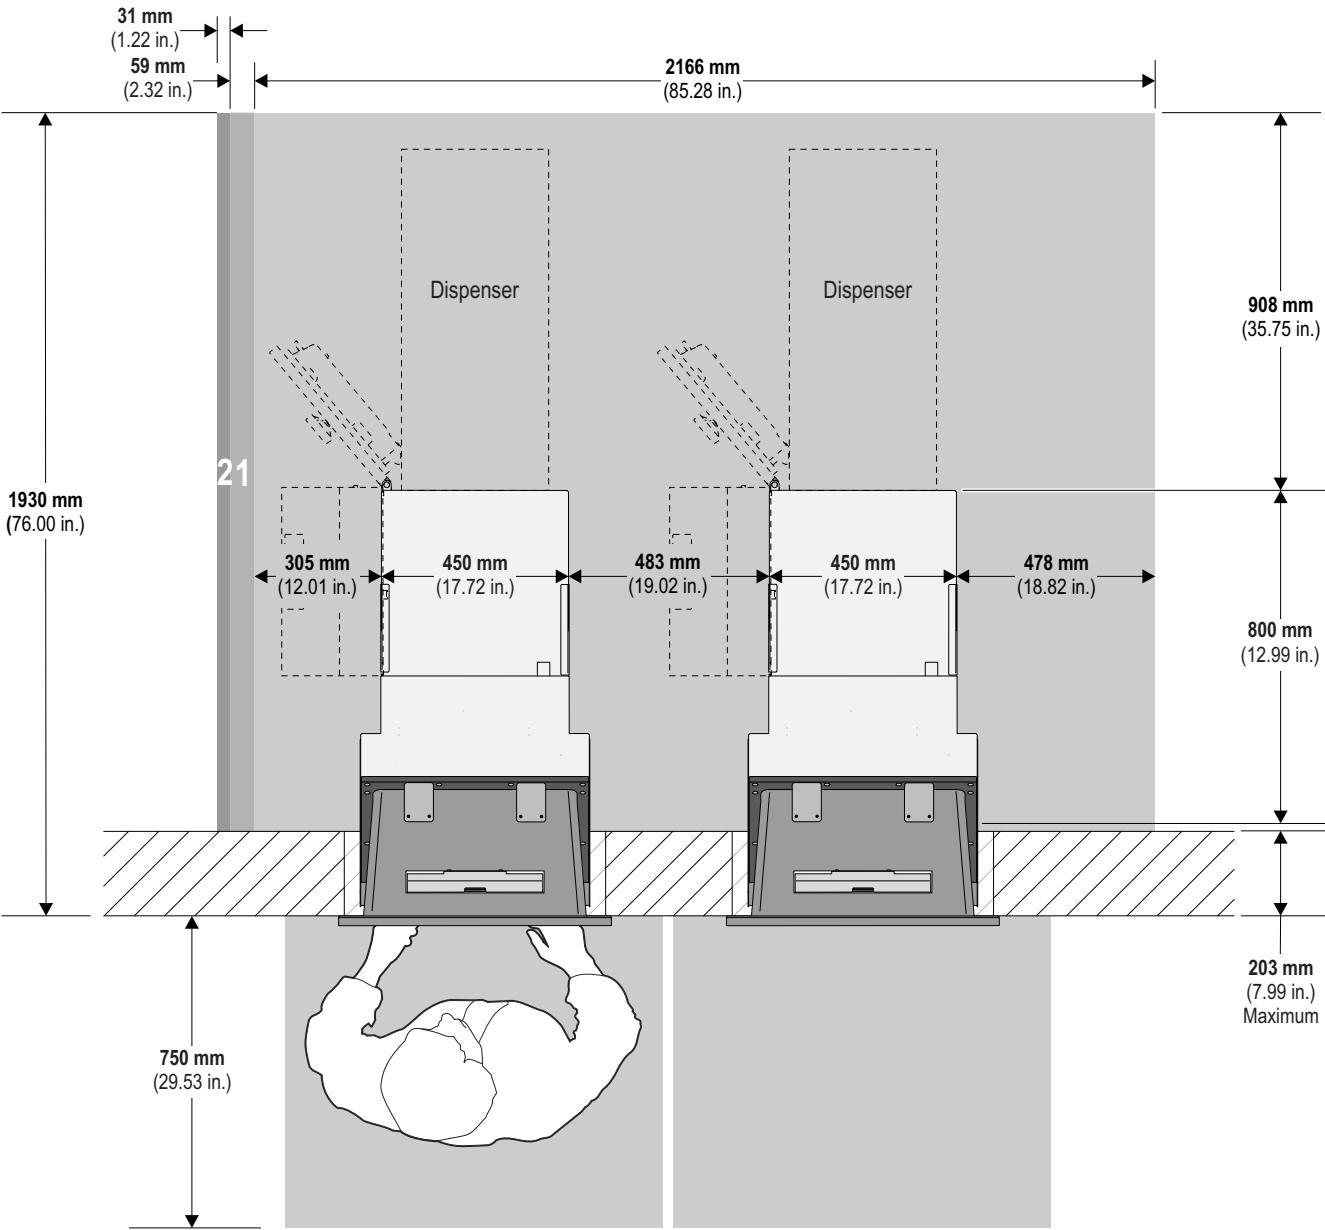 31 mm
(1.22 in.)
59 mm
(2.32 in.)
2166 mm
(85.28 in.)
Dispenser
Dispenser
908 mm
(35.75 in.)
21
1930 mm
(76.00 in.)
305 mm
(12.01 in.)
450 mm
(17.72 in.)
483 mm
(19.02 in.)
450 mm
(17.72 in.)
478 mm
(18.82 in.)
800 mm
(12.99 in.)
203 mm
(7.99 in.)
Maximum
750 mm
(29.53 in.)